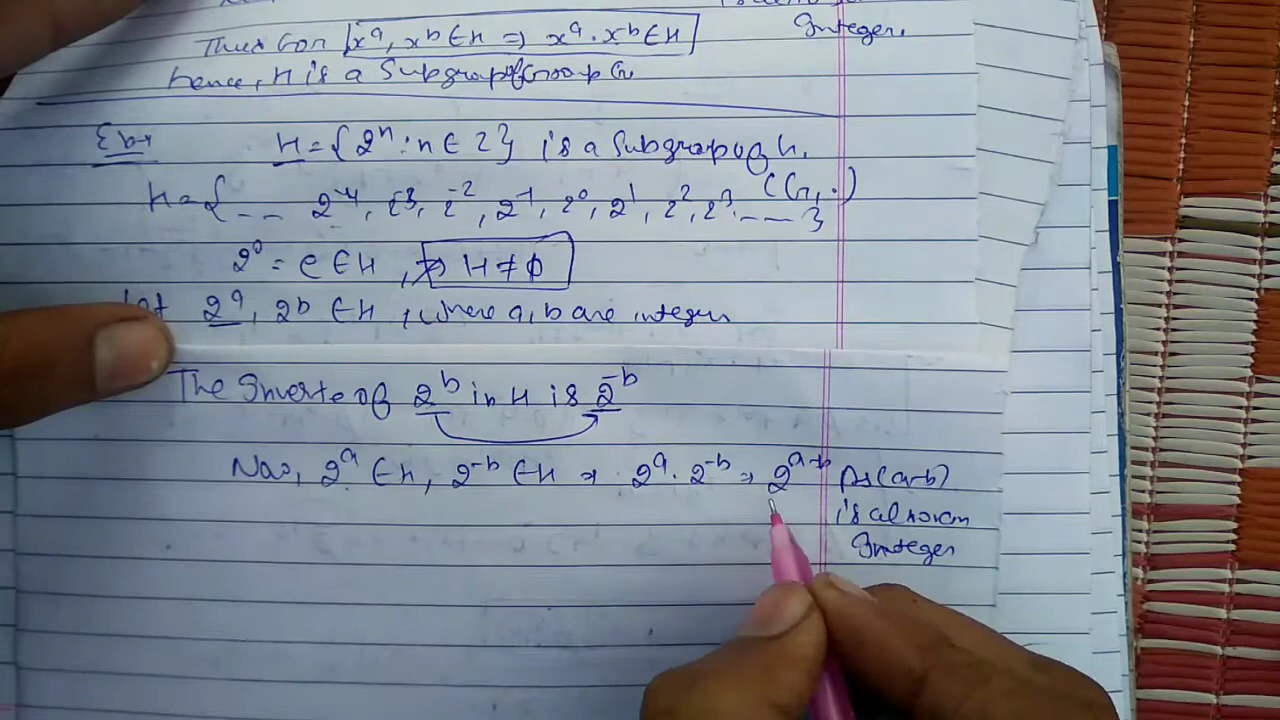 Integer.
Thus for x^a, x^b ∈ H ⇒ x^a . x^b ∈ H
hence, H is a Subgroup of Group G
H = {2^n : n ∈ Z} is a Subgroup of h.
(G, .)
H = { --- 2^-4, 2^-3, 2^-2, 2^-1, 2^0, 2^1, 2^2, 2^3, --- }
2^0 = e ∈ H, ⇒ H ≠ ϕ
let 2^a, 2^b ∈ H, where a, b are integer
The Inverse of 2^b in H is 2^-b
Now, 2^a ∈ H, 2^-b ∈ H ⇒ 2^a . 2^-b ⇒ 2^a-b As (a-b)
is also an
Integer